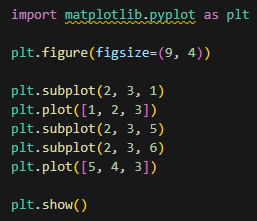 import matplotlib.pyplot as plt
plt.figure(figsize=(9, 4))
plt.subplot(2, 3, 1)
plt.plot([1, 2, 3])
plt.subplot(2, 3, 5)
plt.subplot(2, 3, 6)
plt.plot([5, 4, 3])
plt.show()